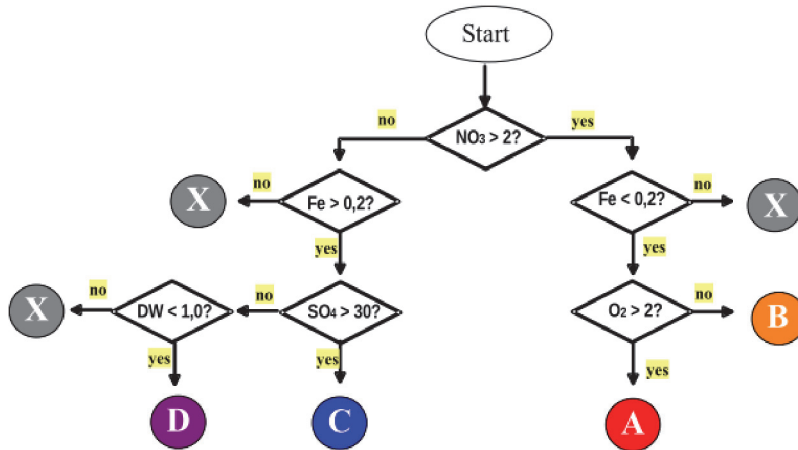 Start
no
NO₃ > 2?
yes
X
no
Fe > 0,2?
Fe < 0,2?
no
X
yes
yes
X
no
DW < 1,0?
no
SO₄ > 30?
O₂ > 2?
no
B
yes
yes
yes
D
C
A